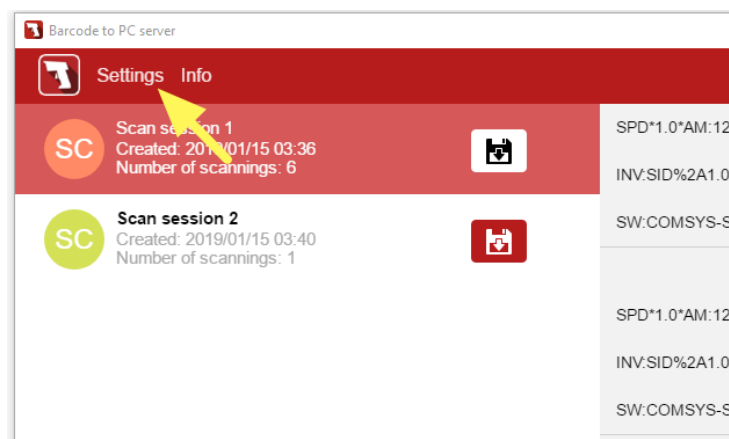 Barcode to PC server
Settings Info
SC
Scan session 1
Created: 2019/01/15 03:36
Number of scannings: 6
SC
Scan session 2
Created: 2019/01/15 03:40
Number of scannings: 1
SPD*1.0*AM:12
INV:SID%2A1.0
SW:COMSYS-S
SPD*1.0*AM:12
INV:SID%2A1.0
SW:COMSYS-S